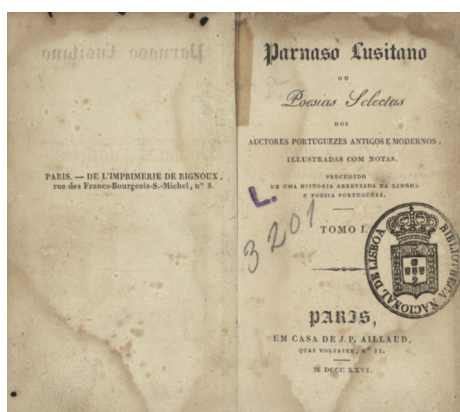 PARIS. — DE L'IMPRIMERIE DE RIGNOUX,
rue des Francs-Bourgeois-S.-Michel, nº 8.
Parnaso Lusitano
OU
Poesias Selectas
DOS
AUCTORES PORTUGUEZES ANTIGOS E MODERNOS,
ILLUSTRADAS COM NOTAS.
PRECEDIDO
DE UMA HISTORIA ABREVIADA DA LINGUA
E POESIA PORTUGUEZA.
L.
3201
TOMO I.
BIBLIOTHECA NACIONAL DE LISBOA
PARIS,
EM CASA DE J. P. AILLAUD,
QUAI VOLTAIRE, Nº 11.
M DCCC XXVI.